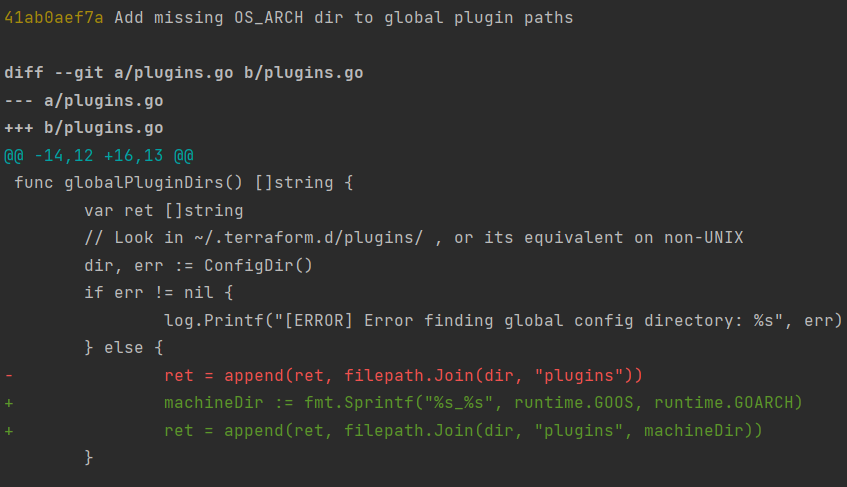 41ab0aef7a Add missing OS_ARCH dir to global plugin paths
diff --git a/plugins.go b/plugins.go
--- a/plugins.go
+++ b/plugins.go
@@ -14,12 +16,13 @@
 func globalPluginDirs() []string {
        var ret []string
        // Look in ~/.terraform.d/plugins/ , or its equivalent on non-UNIX
        dir, err := ConfigDir()
        if err != nil {
                log.Printf("[ERROR] Error finding global config directory: %s", err)
        } else {
-               ret = append(ret, filepath.Join(dir, "plugins"))
+               machineDir := fmt.Sprintf("%s_%s", runtime.GOOS, runtime.GOARCH)
+               ret = append(ret, filepath.Join(dir, "plugins", machineDir))
        }